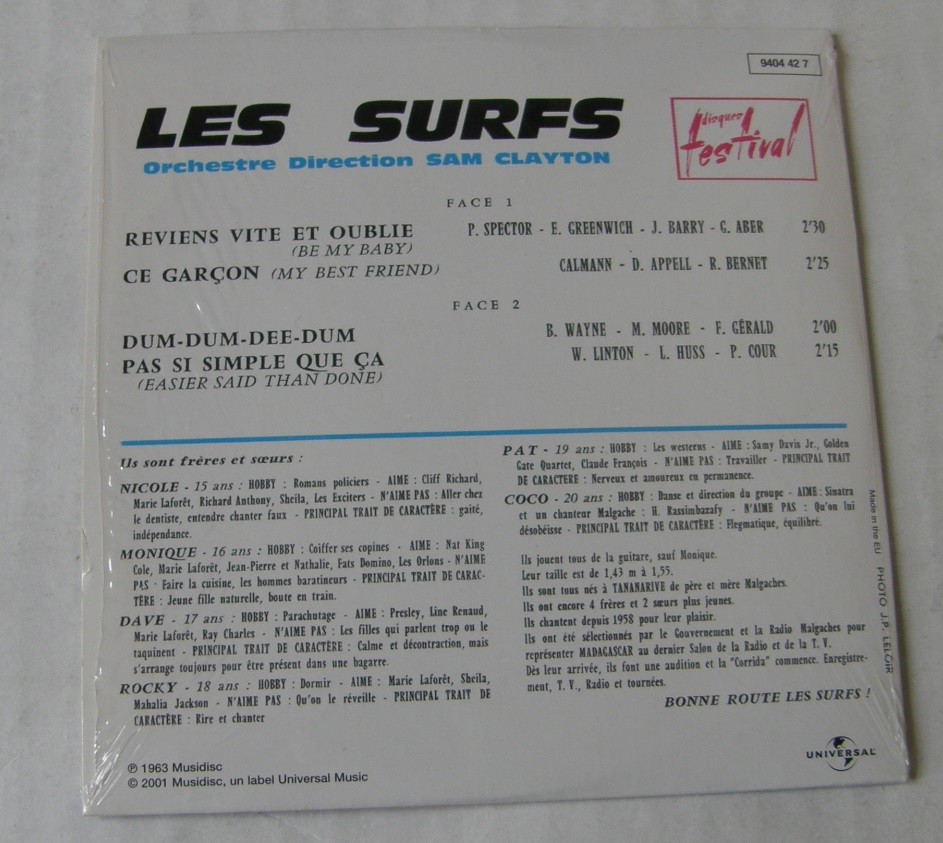 9404 42 7
LES SURFS
disques
festival
Orchestre Direction SAM CLAYTON
FACE 1
REVIENS VITE ET OUBLIE P. SPECTOR - E. GREENWICH - J. BARRY - G. ABER 2'30
(BE MY BABY)
CE GARÇON (MY BEST FRIEND) CALMANN - D. APPELL - R. BERNET 2'25
FACE 2
DUM-DUM-DEE-DUM B. WAYNE - M. MOORE - F. GÉRALD 2'00
PAS SI SIMPLE QUE ÇA W. LINTON - L. HUSS - P. COUR 2'15
(EASIER SAID THAN DONE)
Ils sont frères et sœurs :
NICOLE - 15 ans : HOBBY : Romans policiers - AIME : Cliff Richard,
Marie Laforêt, Richard Anthony, Sheila, Les Exciters - N'AIME PAS : Aller chez
le dentiste, entendre chanter faux - PRINCIPAL TRAIT DE CARACTÈRE : gaité,
indépendance.
MONIQUE - 16 ans : HOBBY : Coiffer ses copines - AIME : Nat King
Cole, Marie Laforêt, Jean-Pierre et Nathalie, Fats Domino, Les Orlons - N'AIME
PAS : Faire la cuisine, les hommes baratineurs - PRINCIPAL TRAIT DE CARAC-
TÈRE : Jeune fille naturelle, boute en train.
DAVE - 17 ans : HOBBY : Parachutage - AIME : Presley, Line Renaud,
Marie Laforêt, Ray Charles - N'AIME PAS : Les filles qui parlent trop ou le
taquinent - PRINCIPAL TRAIT DE CARACTÈRE : Calme et décontraction, mais
s'arrange toujours pour être présent dans une bagarre.
ROCKY - 18 ans : HOBBY : Dormir - AIME : Marie Laforêt, Sheila,
Mahalia Jackson - N'AIME PAS : Qu'on le réveille - PRINCIPAL TRAIT DE
CARACTÈRE : Rire et chanter
PAT - 19 ans : HOBBY : Les westerns - AIME : Samy Davis Jr., Golden
Gate Quartet, Claude François - N'AIME PAS : Travailler - PRINCIPAL TRAIT
DE CARACTERE : Nerveux et amoureux en permanence.
COCO - 20 ans : HOBBY : Danse et direction du groupe - AIME : Sinatra
et un chanteur Malgache : H. Rassimbazafy - N'AIME PAS : Qu'on lui
désobéisse - PRINCIPAL TRAIT DE CARACTÈRE : Flegmatique, équilibré.
Ils jouent tous de la guitare, sauf Monique.
Leur taille est de 1,43 m à 1,55.
Ils sont tous nés à TANANARIVE de père et mère Malgaches.
Ils ont encore 4 frères et 2 sœurs plus jeunes.
Ils chantent depuis 1958 pour leur plaisir.
Ils ont été sélectionnés par le Gouvernement et la Radio Malgaches pour
représenter MADAGASCAR au dernier Salon de la Radio et de la T. V.
Dès leur arrivée, ils font une audition et la "Corrida" commence. Enregistre-
ment, T. V., Radio et tournées.
BONNE ROUTE LES SURFS !
Made in the EU PHOTO J.P. LELOIR
℗ 1963 Musidisc
© 2001 Musidisc, un label Universal Music
UNIVERSAL